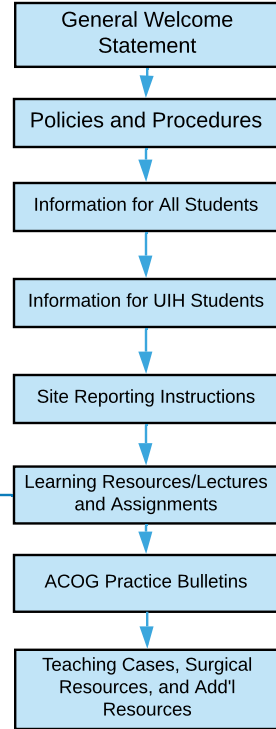 General Welcome
Statement
Policies and Procedures
Information for All Students
Information for UIH Students
Site Reporting Instructions
Learning Resources/Lectures
and Assignments
ACOG Practice Bulletins
Teaching Cases, Surgical
Resources, and Add'l
Resources